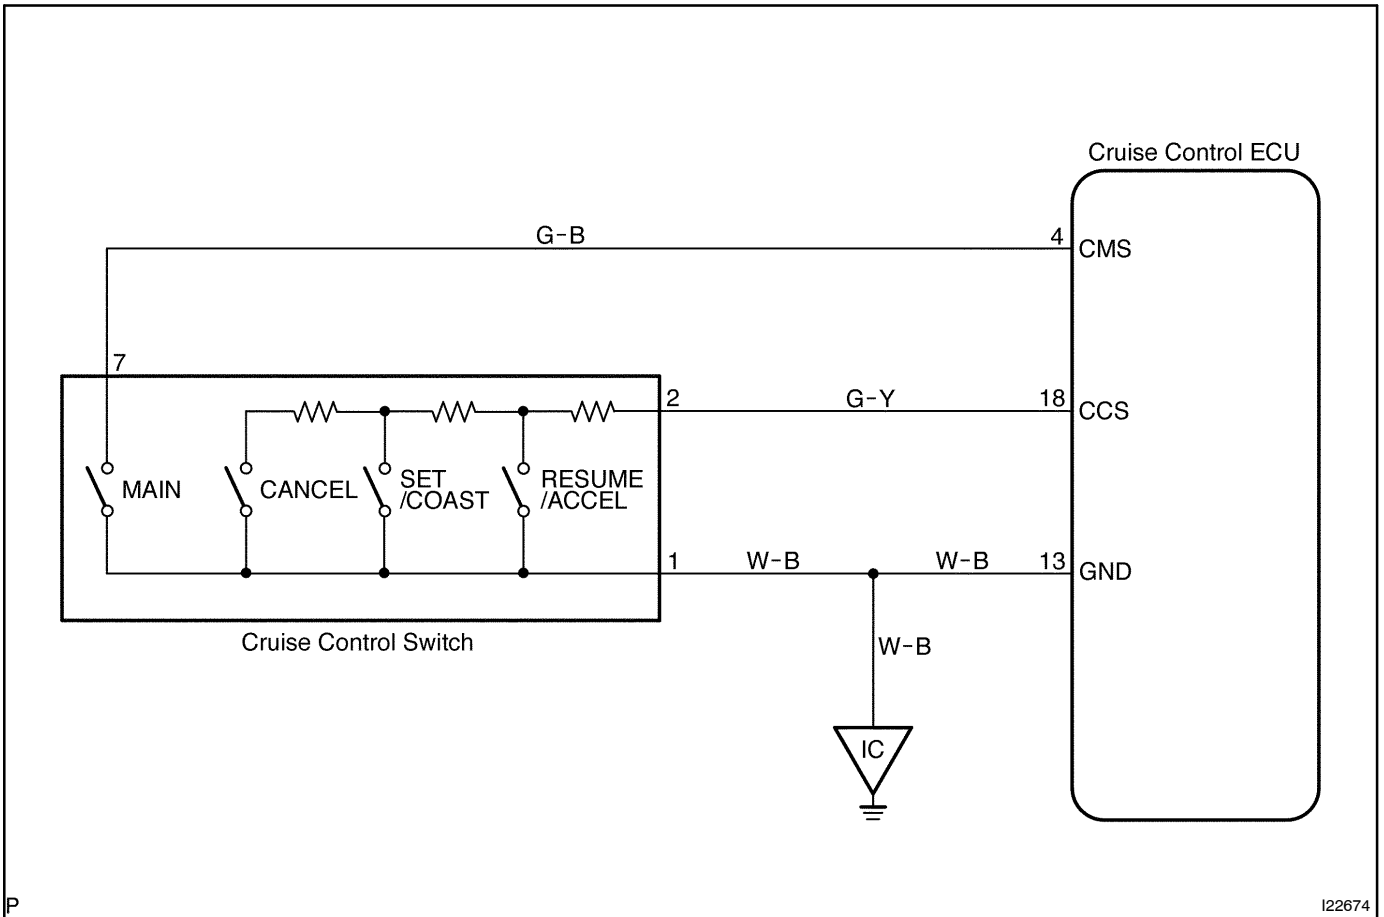 Cruise Control ECU
G-B
4
CMS
7
2
G-Y
18
CCS
MAIN
CANCEL
SET
/COAST
RESUME
/ACCEL
1
W-B
W-B
13
GND
Cruise Control Switch
W-B
IC
P
I22674